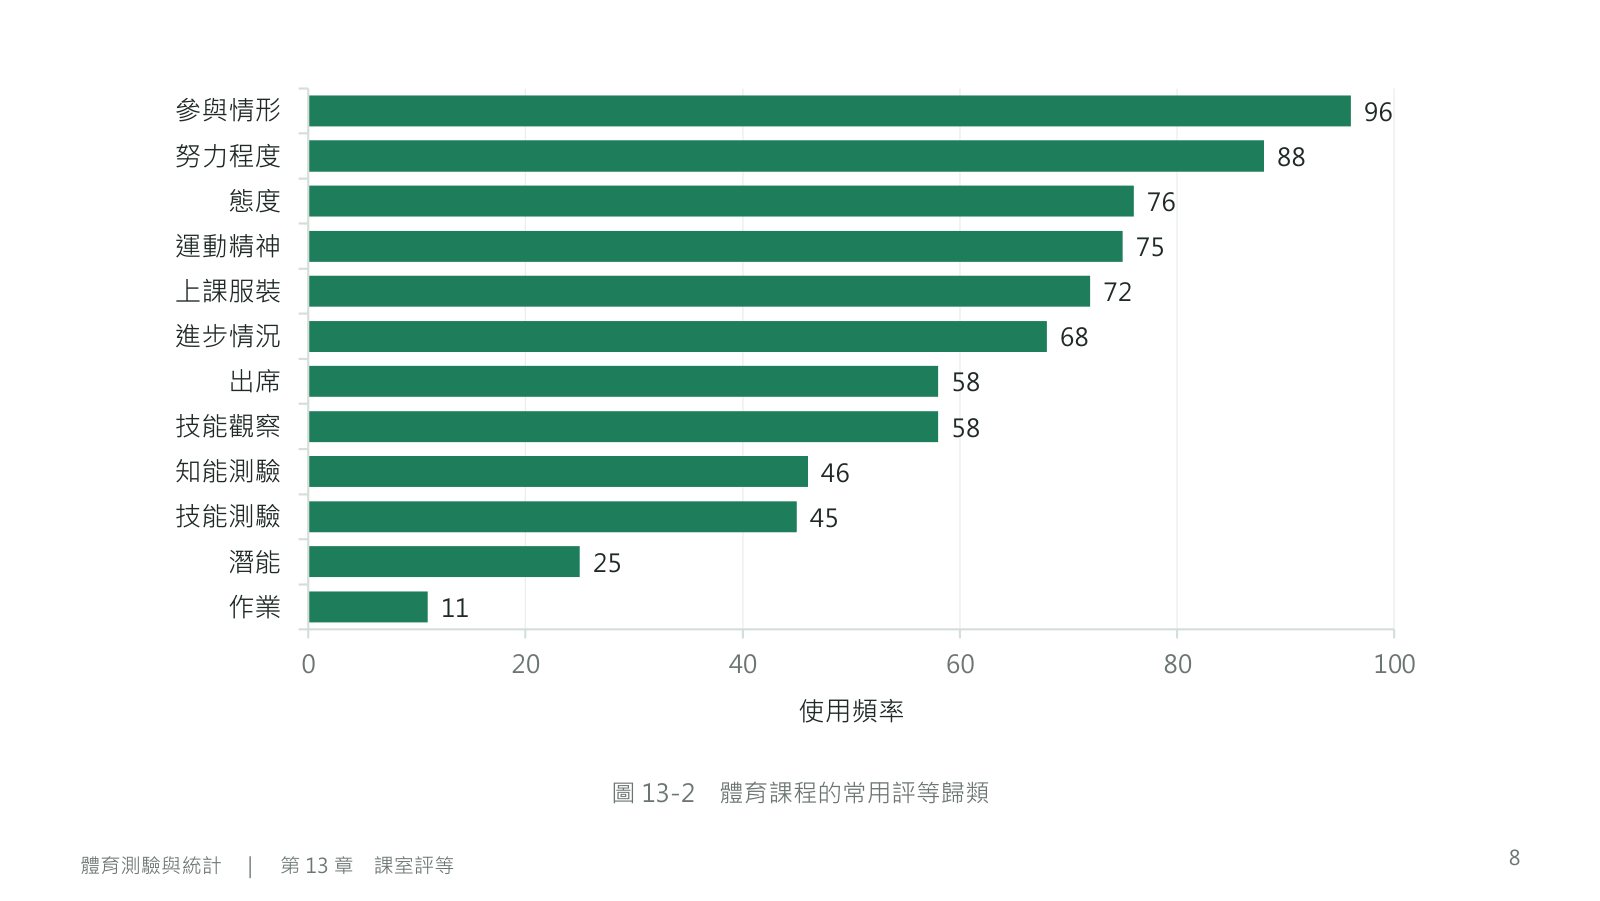 參與情形 96
努力程度 88
態度 76
運動精神 75
上課服裝 72
進步情況 68
出席 58
技能觀察 58
知能測驗 46
技能測驗 45
潛能 25
作業 11
0 20 40 60 80 100
使用頻率
圖 13-2 體育課程的常用評等歸類
體育測驗與統計 | 第 13 章 課室評等
8